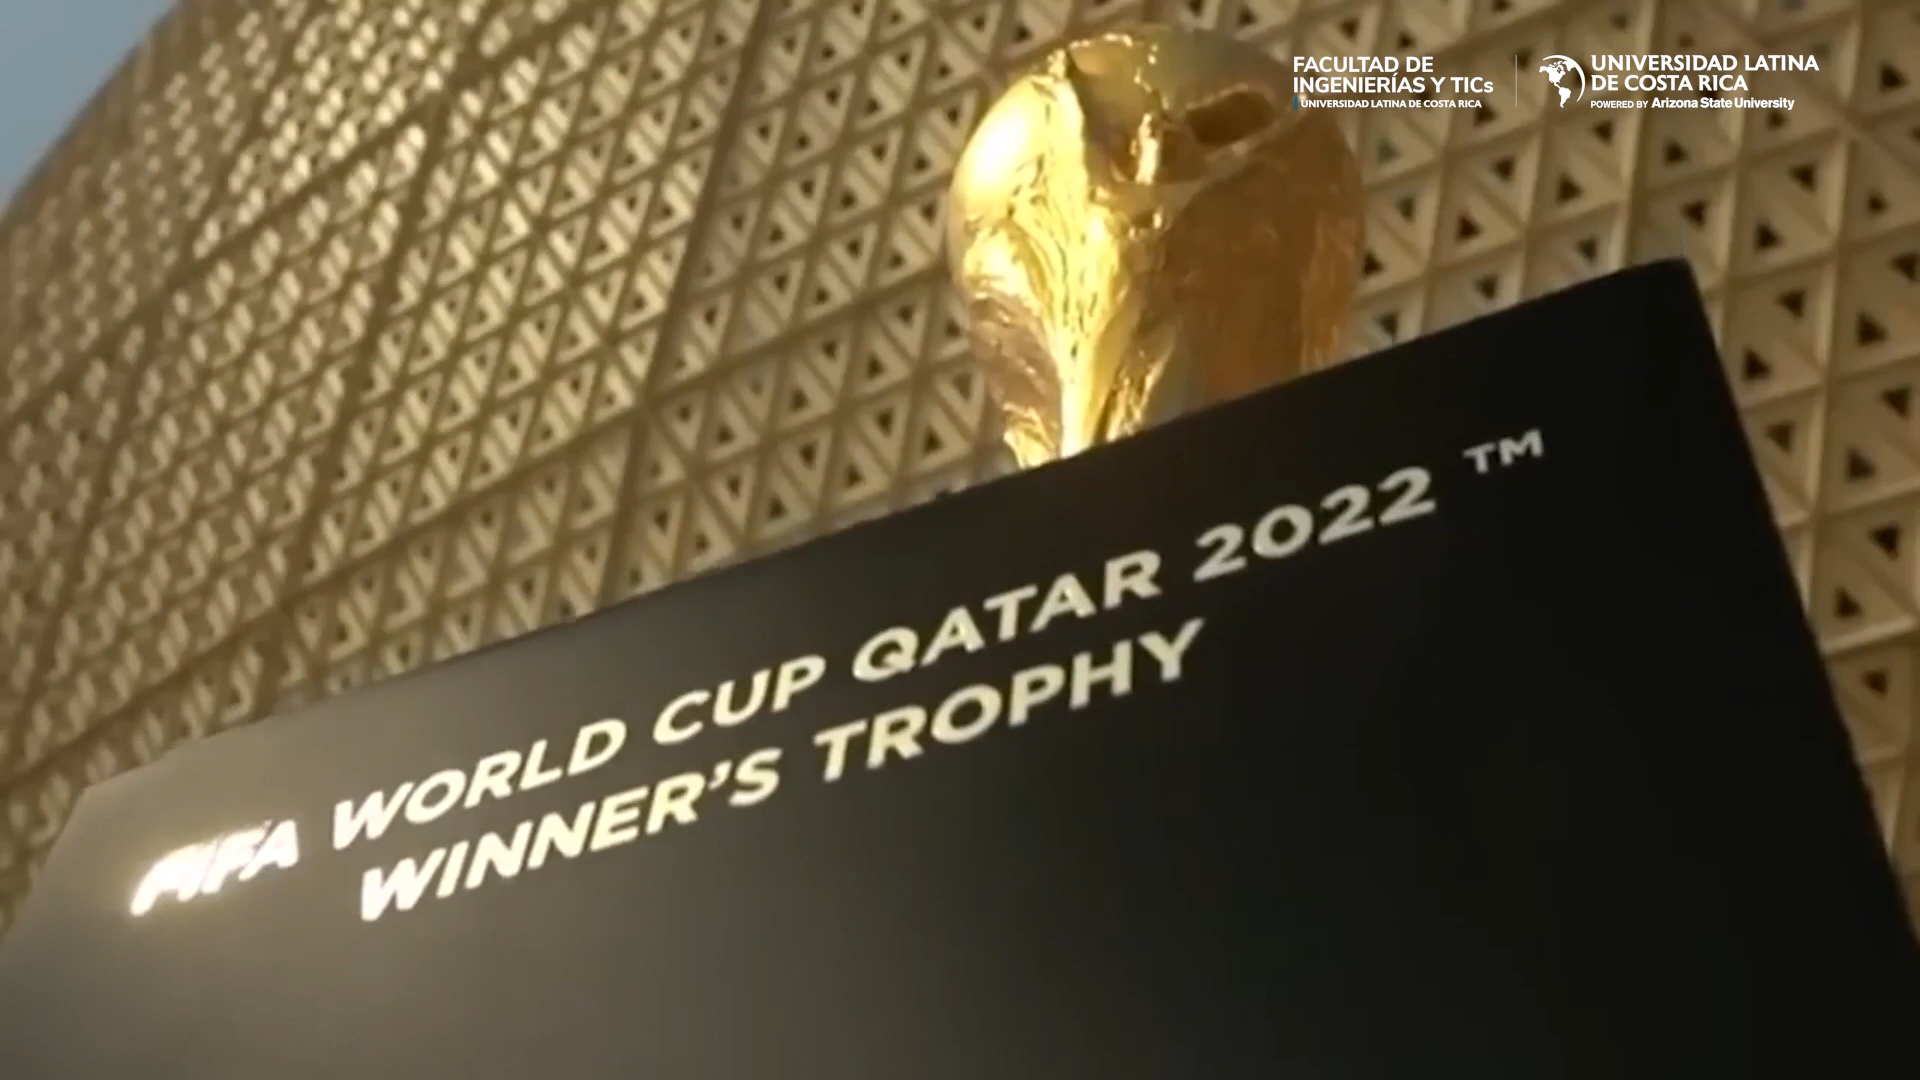 FACULTAD DE
INGENIERÍAS Y TICs
UNIVERSIDAD LATINA DE COSTA RICA
UNIVERSIDAD LATINA
DE COSTA RICA
POWERED BY Arizona State University
FIFA WORLD CUP QATAR 2022 ™
WINNER'S TROPHY